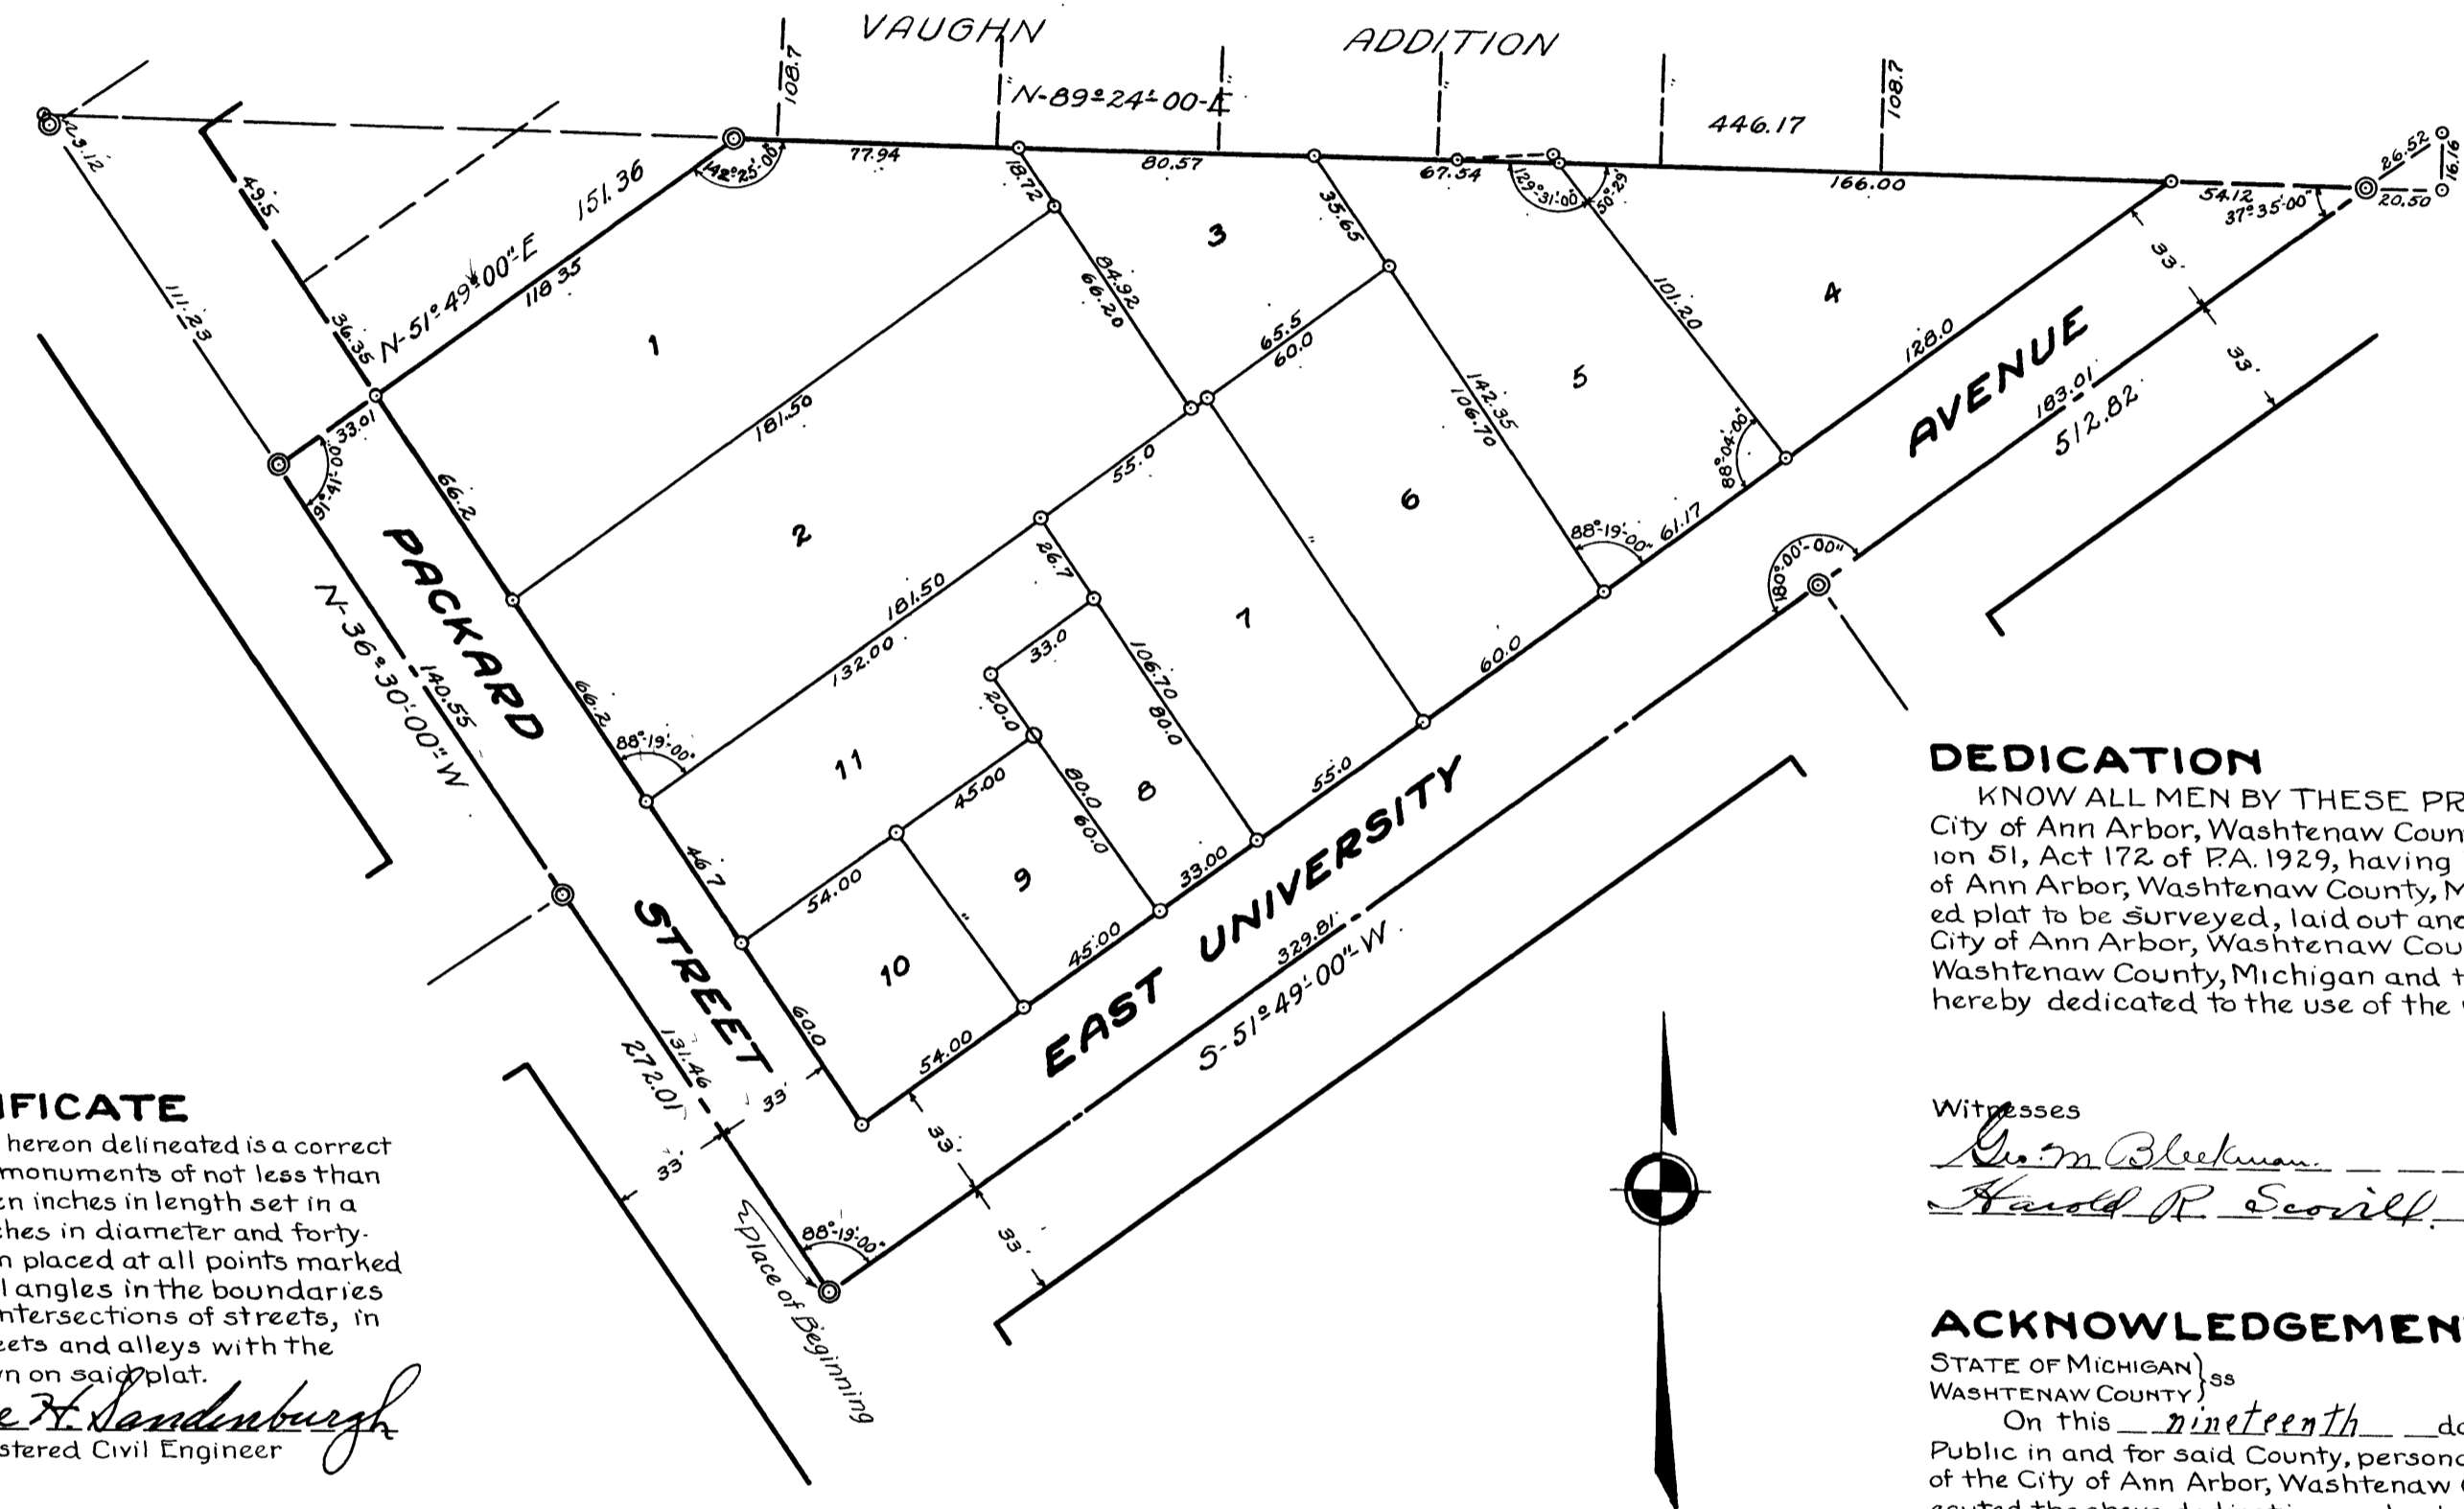 VAUGHN ADDITION
108.7 " N-89°24'-00-E " " " 108.7
446.17
23.12' 142°25'00" 77.94 18.72 80.57 67.54 129°31'00" 50°29' 166.00 54.12 37°35'00" 20.50 26.52 16.16
49.5 151.36
N-51°49'00"-E
118.35
111.23 36.35
33.01
91°41'00"
1
3
84.92
66.20
35.65
65.5
60.0
5
101.20
4
128.0
33'
33'
AVENUE
183.01
512.82
66.2
181.50
2
55.0
6
142.35
106.70
"
88°-04'-00"
88°-19'-00"
61.17
180°00'-00"
PACKARD
N-36°30'-00"-W
140.55
66.2
88°-19'-00"
181.50
132.00
26.7
7
33.0
20.0
106.70
80.0
60.0
11
45.00
80.0
60.0
8
55.0
33.00
46.7
54.00
9
"
45.00
10
60.0
54.00
STREET
131.46
272.01
33'
33'
EAST UNIVERSITY
329.81
S-51°49'-00"-W
33'
33'
88°-19'-00"
Place of Beginning
IFICATE
hereon delineated is a correct
monuments of not less than
en inches in length set in a
hes in diameter and forty-
n placed at all points marked
l angles in the boundaries
ntersections of streets, in
eets and alleys with the
n on said plat.
e H. Sandenburgh
stered Civil Engineer
DEDICATION
KNOW ALL MEN BY THESE PR
City of Ann Arbor, Washtenaw Coun
ion 51, Act 172 of P.A. 1929, having
of Ann Arbor, Washtenaw County, M
ed plat to be surveyed, laid out and
City of Ann Arbor, Washtenaw Cou
Washtenaw County, Michigan and t
hereby dedicated to the use of the
Witnesses
Geo. M Bleekman.
Harold R. Scovill.
ACKNOWLEDGEMEN
STATE OF MICHIGAN } ss
WASHTENAW COUNTY
On this nineteenth da
Public in and for said County, persona
of the City of Ann Arbor, Washtenaw